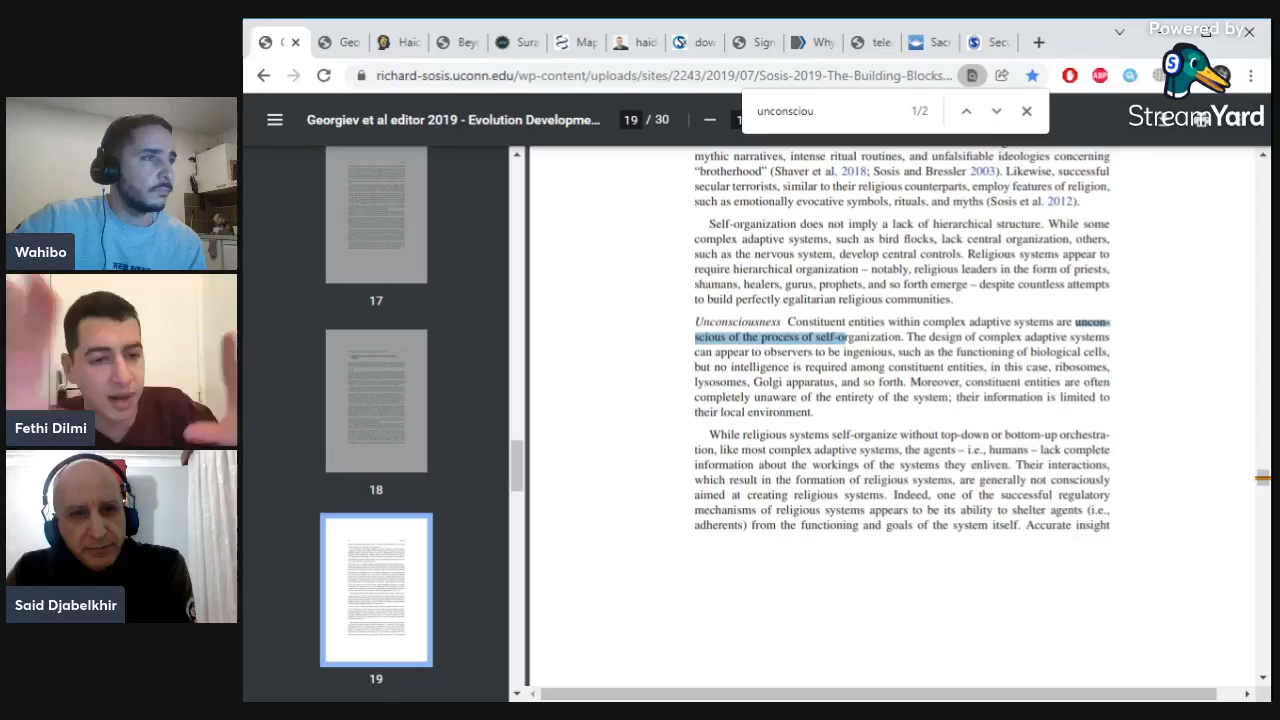 Powered by
StreamYard
Geo
Haic
Bey
Sura
Map
haid
dov
Sign
Why
tele
Sacr
Secu
richard-sosis.uconn.edu/wp-content/uploads/sites/2243/2019/07/Sosis-2019-The-Building-Blocks...
ABP
unconsciou
1/2
Georgiev et al editor 2019 - Evolution Developme...
19 / 30
17
18
19
Wahibo
Fethi Dilmi
Said Djabelkhir
mythic narratives, intense ritual routines, and unfalsifiable ideologies concerning
“brotherhood” (Shaver et al. 2018; Sosis and Bressler 2003). Likewise, successful
secular terrorists, similar to their religious counterparts, employ features of religion,
such as emotionally evocative symbols, rituals, and myths (Sosis et al. 2012).
Self-organization does not imply a lack of hierarchical structure. While some
complex adaptive systems, such as bird flocks, lack central organization, others,
such as the nervous system, develop central controls. Religious systems appear to
require hierarchical organization – notably, religious leaders in the form of priests,
shamans, healers, gurus, prophets, and so forth emerge – despite countless attempts
to build perfectly egalitarian religious communities.
Unconsciousness Constituent entities within complex adaptive systems are uncon-
scious of the process of self-organization. The design of complex adaptive systems
can appear to observers to be ingenious, such as the functioning of biological cells,
but no intelligence is required among constituent entities, in this case, ribosomes,
lysosomes, Golgi apparatus, and so forth. Moreover, constituent entities are often
completely unaware of the entirety of the system; their information is limited to
their local environment.
While religious systems self-organize without top-down or bottom-up orchestra-
tion, like most complex adaptive systems, the agents – i.e., humans – lack complete
information about the workings of the systems they enliven. Their interactions,
which result in the formation of religious systems, are generally not consciously
aimed at creating religious systems. Indeed, one of the successful regulatory
mechanisms of religious systems appears to be its ability to shelter agents (i.e.,
adherents) from the functioning and goals of the system itself. Accurate insight